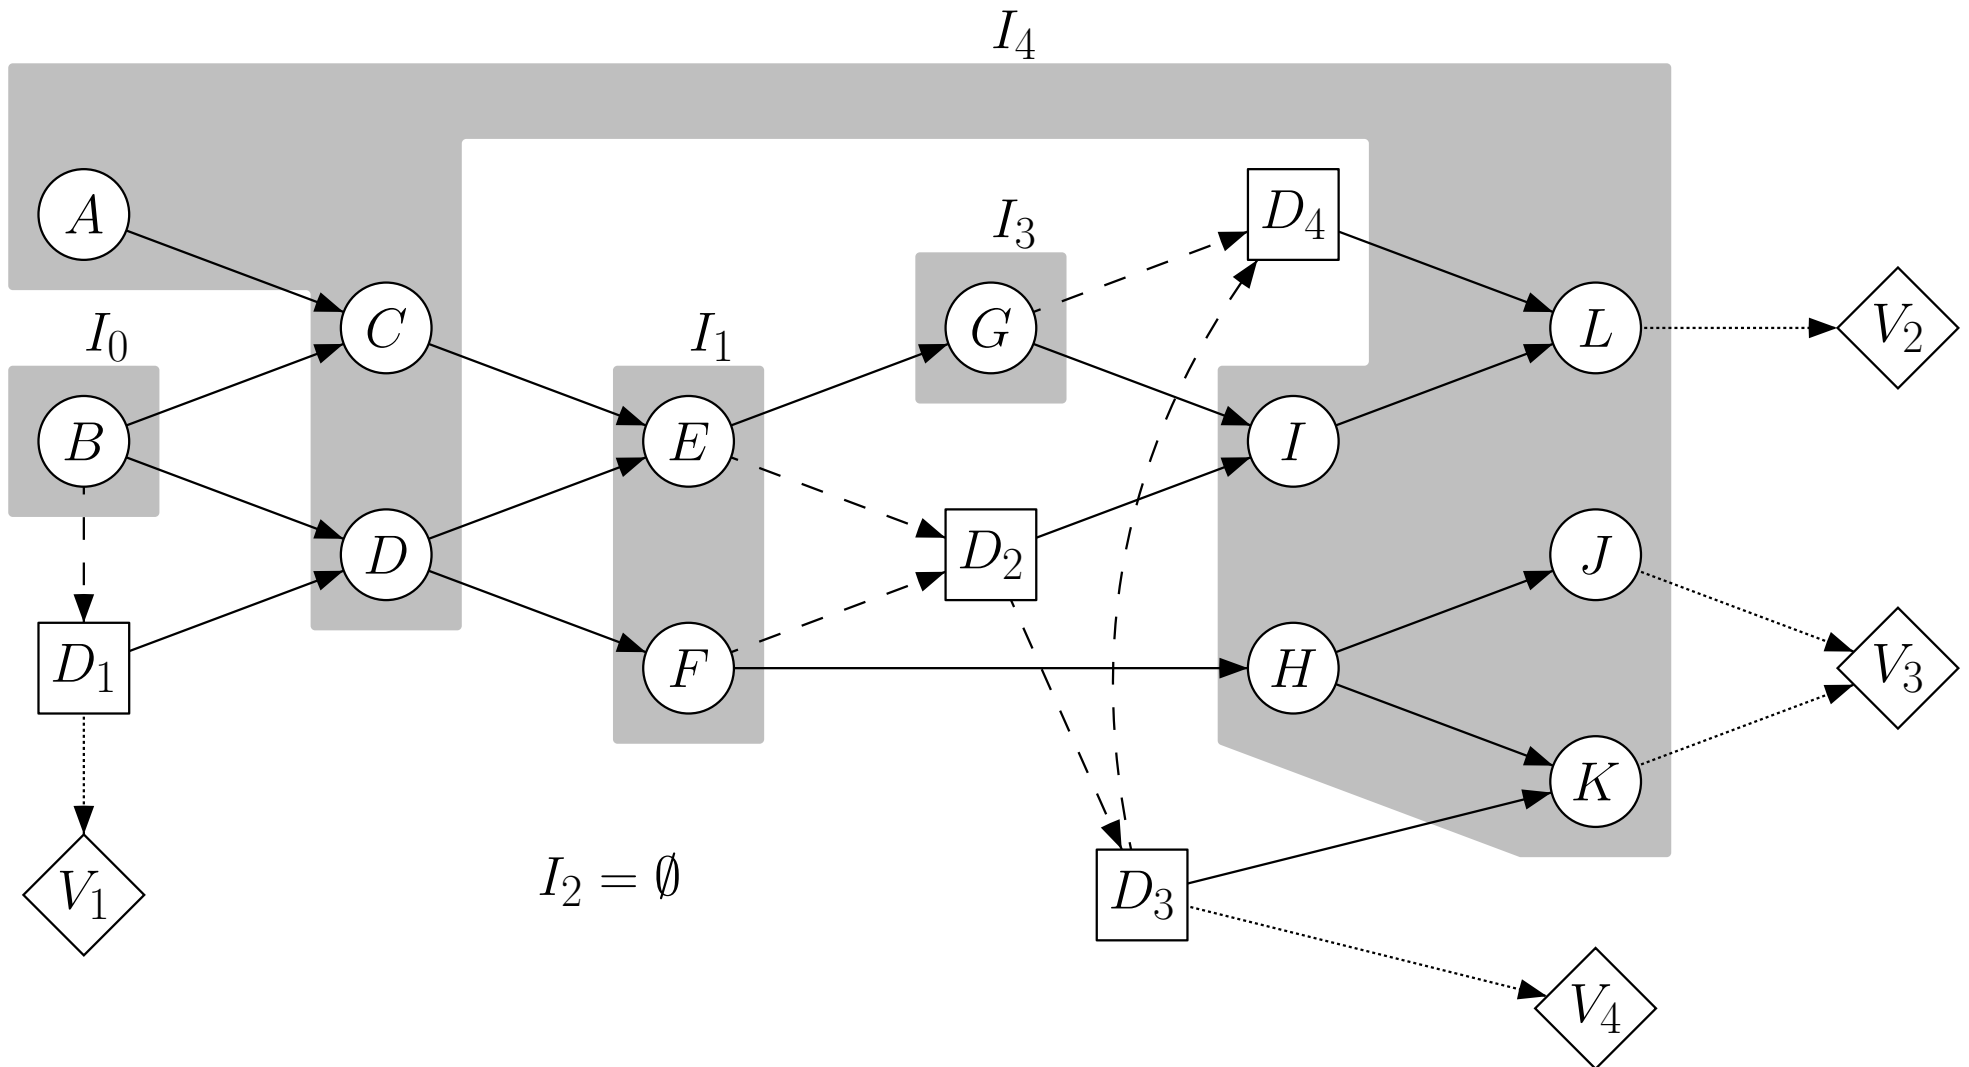 I₄
A
D₄
I₃
I₀
C
I₁
G
L
V₂
B
E
I
D
D₂
J
D₁
F
H
V₃
K
V₁
I₂ = ∅
D₃
V₄